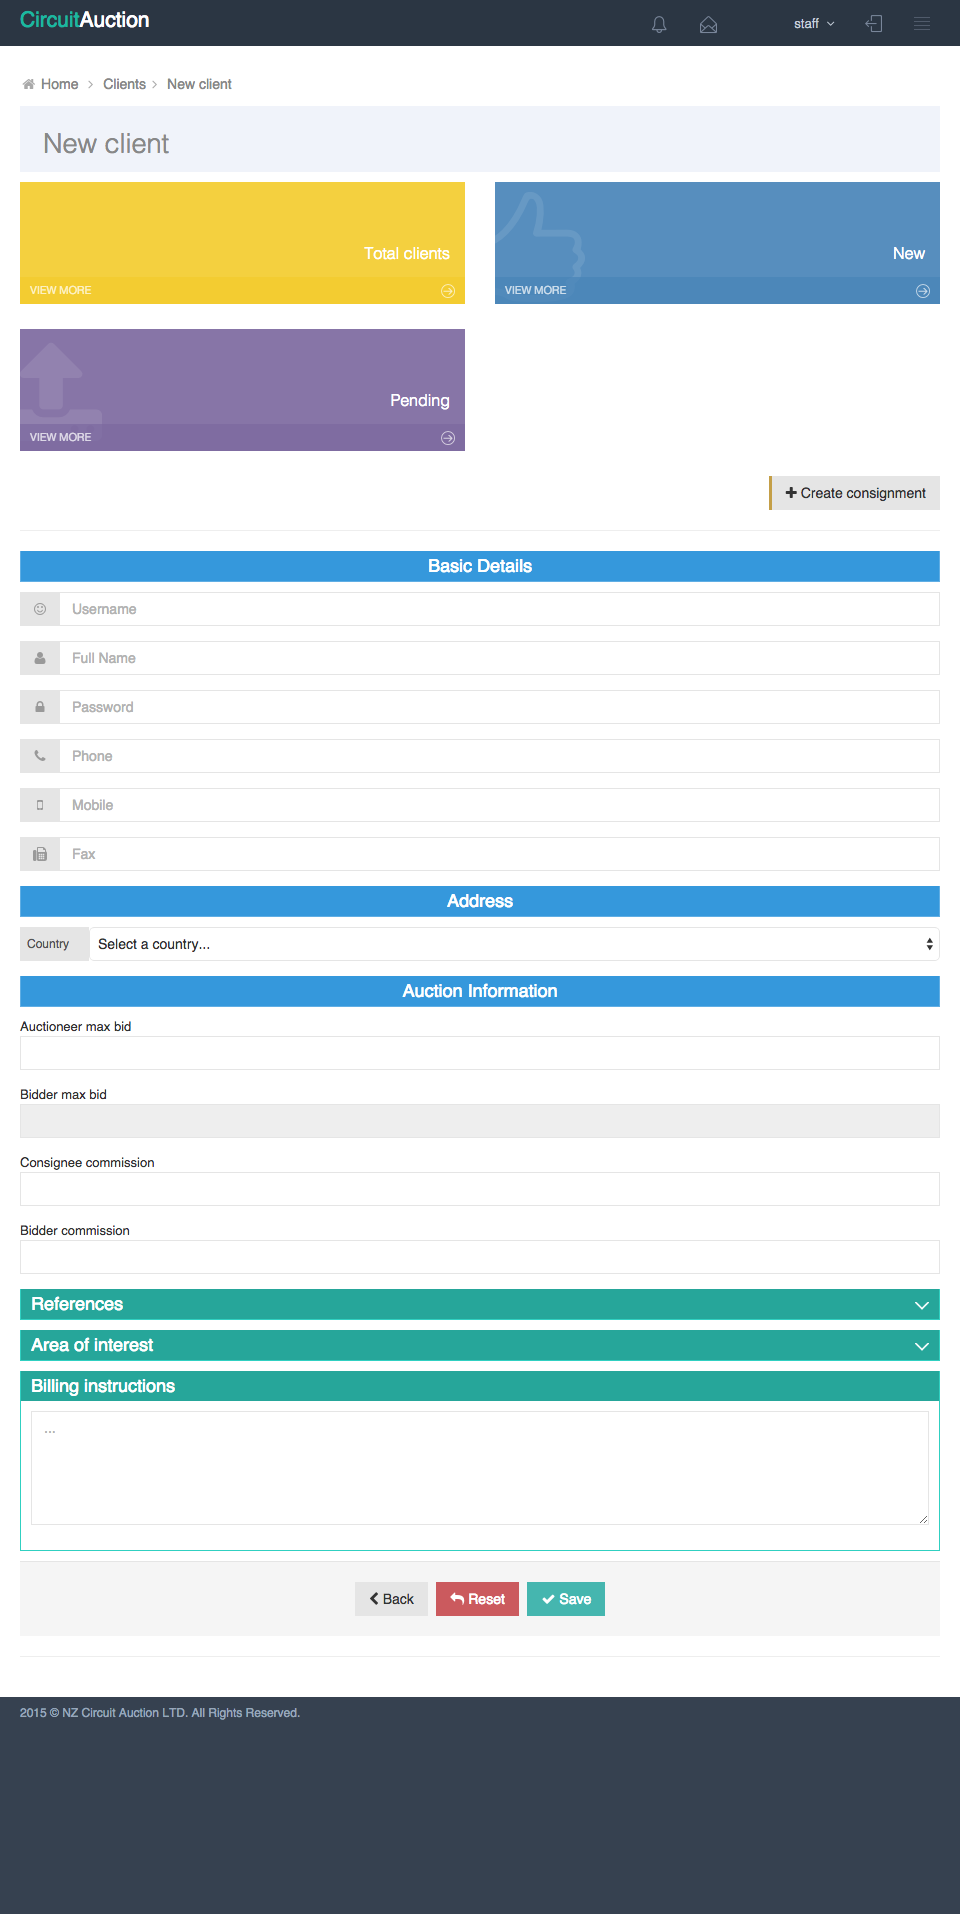 CircuitAuction
staff
Home > Clients > New client
New client
Total clients
VIEW MORE
New
VIEW MORE
Pending
VIEW MORE
Create consignment
Basic Details
Username
Full Name
Password
Phone
Mobile
Fax
Address
Country Select a country...
Auction Information
Auctioneer max bid
Bidder max bid
Consignee commission
Bidder commission
References
Area of interest
Billing instructions
...
Back Reset Save
2015 © NZ Circuit Auction LTD. All Rights Reserved.